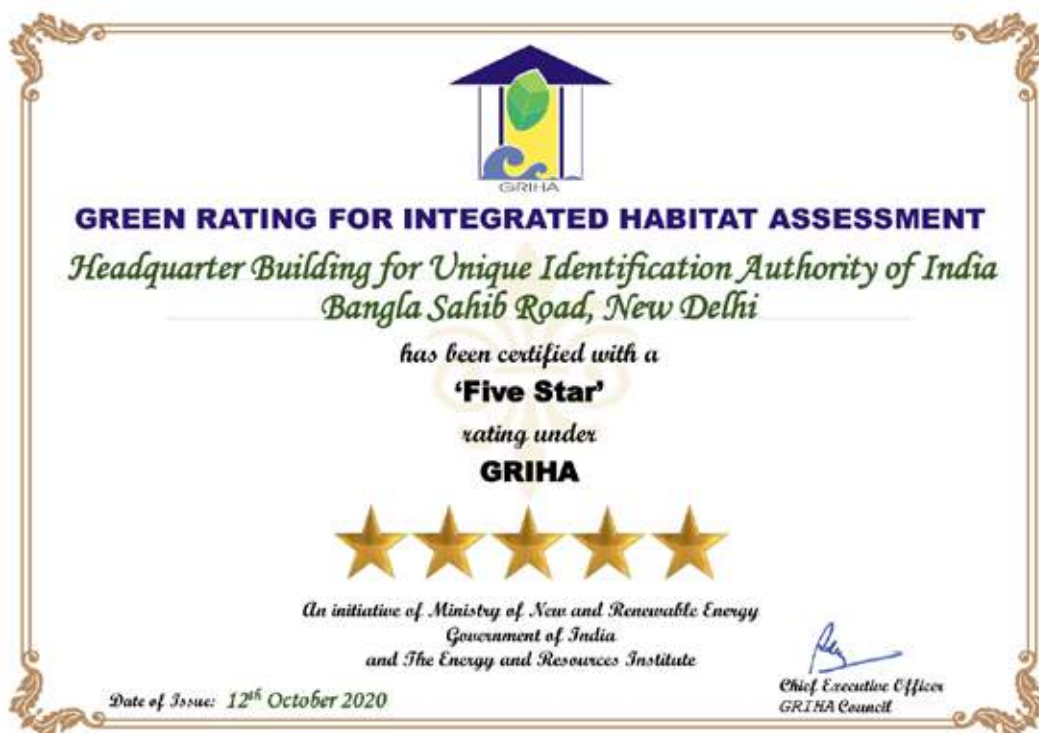 GRIHA
GREEN RATING FOR INTEGRATED HABITAT ASSESSMENT
Headquarter Building for Unique Identification Authority of India
Bangla Sahib Road, New Delhi
has been certified with a
‘Five Star’
rating under
GRIHA
An initiative of Ministry of New and Renewable Energy
Government of India
and The Energy and Resources Institute
Date of Issue: 12th October 2020
Chief Executive Officer
GRIHA Council